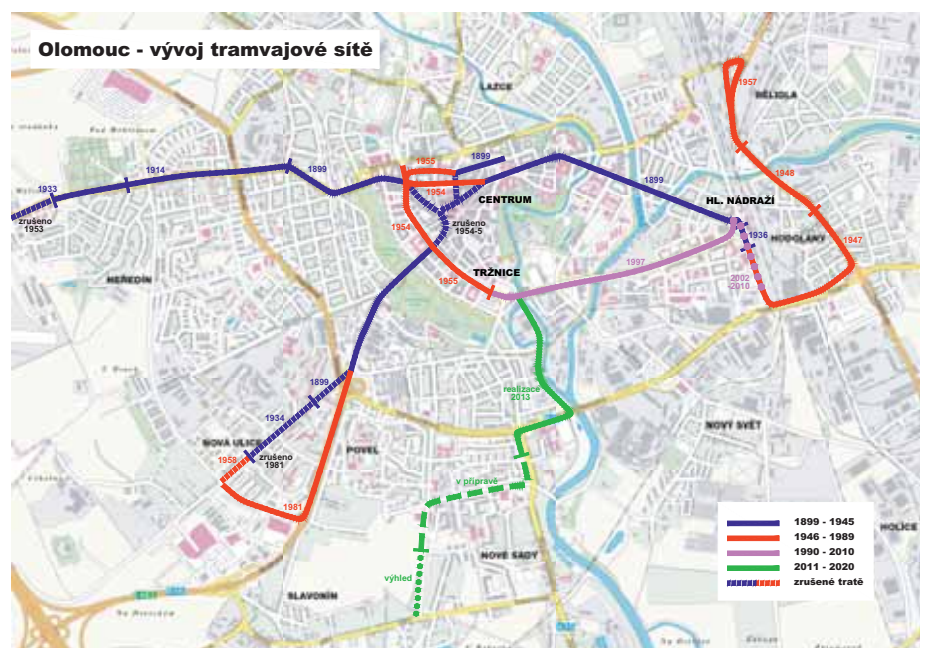 Olomouc - vývoj tramvajové sítě
LAZCE
1957
BĚLIDLA
1955
1899
1899
1914
1933
1954
1899
1948
CENTRUM
HL. NÁDRAŽÍ
zrušeno
1953
1954
zrušeno
1954-5
1936
HODOLANY
1947
TRŽNICE
1997
NEŘEDÍN
1955
2002
-2010
1899
realizace
2013
1934
NOVÁ ULICE
NOVÝ SVĚT
POVEL
1958
zrušeno
1981
v přípravě
1981
1899 - 1945
1946 - 1989
1990 - 2010
2011 - 2020
zrušené tratě
HOLICE
NOVÉ SADY
výhled
SLAVONÍN